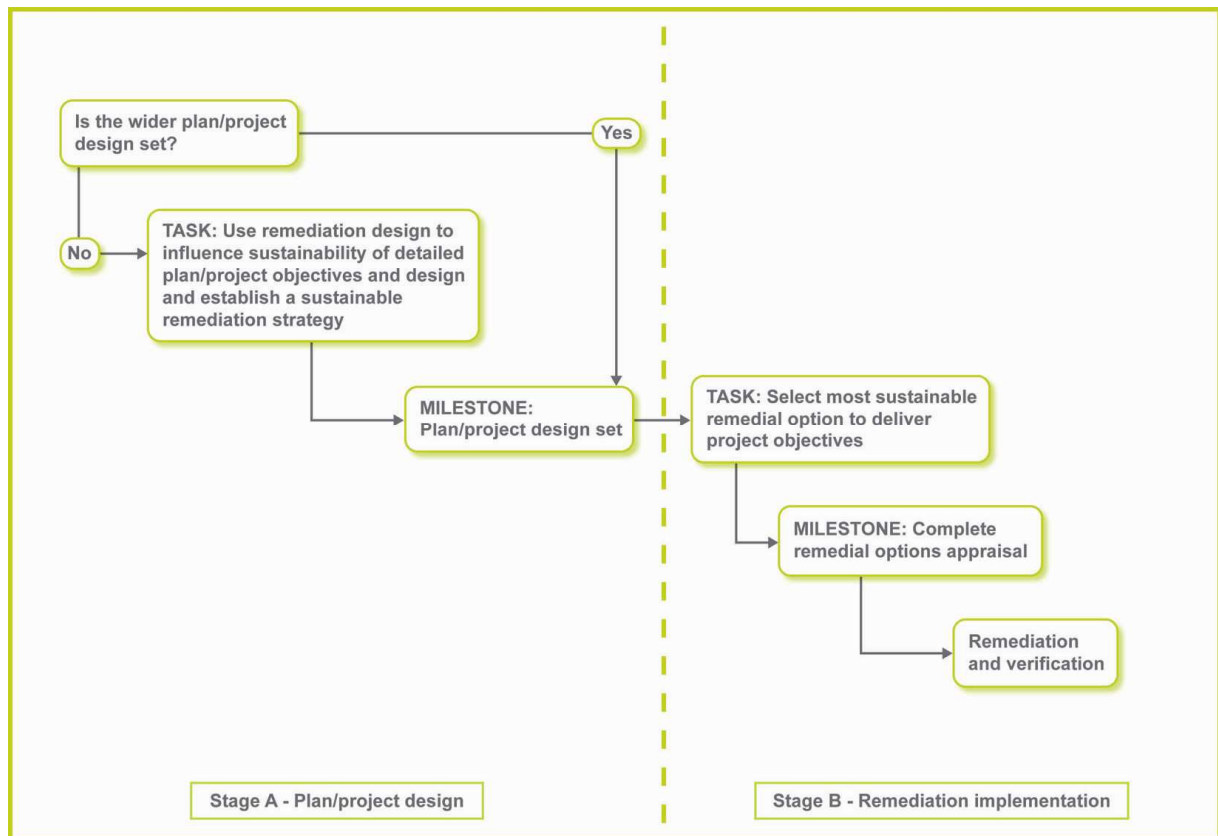 Is the wider plan/project
design set?
Yes
No
TASK: Use remediation design to
influence sustainability of detailed
plan/project objectives and design
and establish a sustainable
remediation strategy
MILESTONE:
Plan/project design set
TASK: Select most sustainable
remedial option to deliver
project objectives
MILESTONE: Complete
remedial options appraisal
Remediation
and verification
Stage A - Plan/project design
Stage B - Remediation implementation